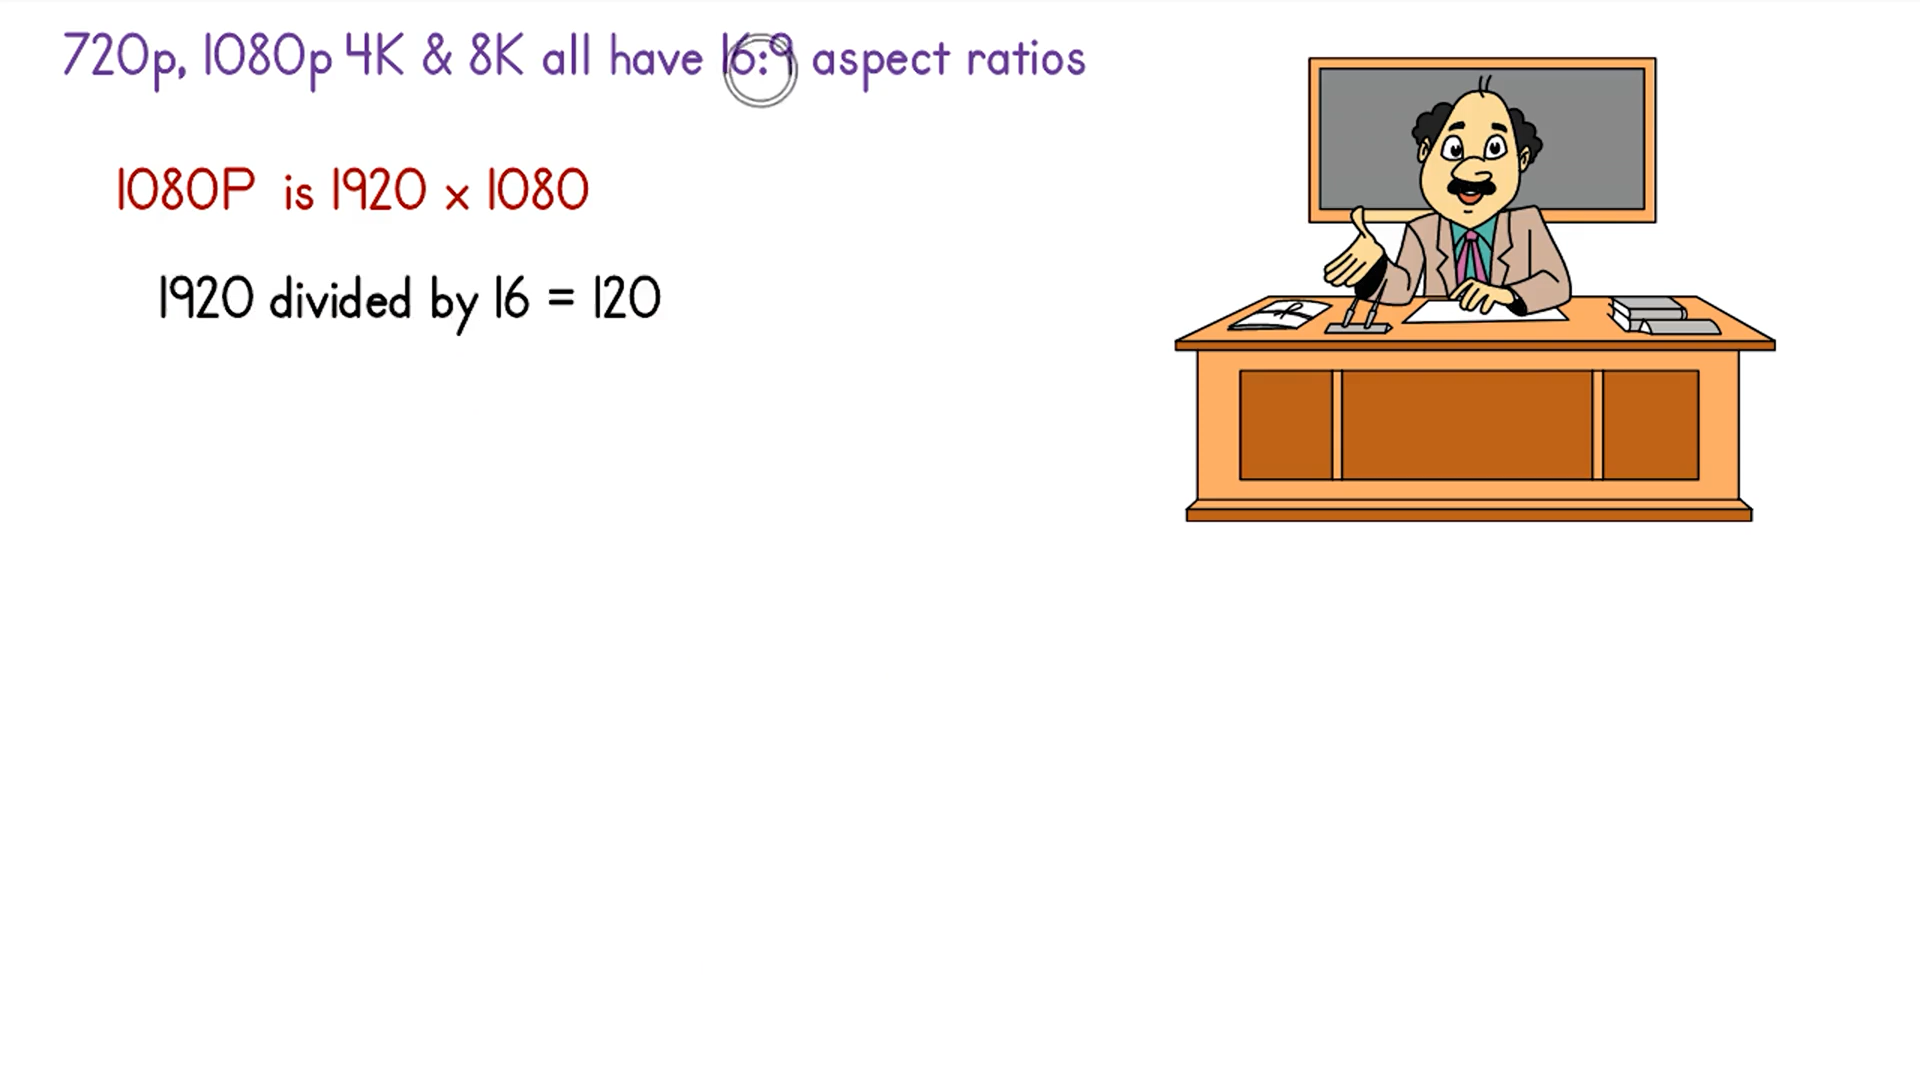 720p, 1080p 4K & 8K all have 16:9 aspect ratios
1080P is 1920 x 1080
1920 divided by 16 = 120